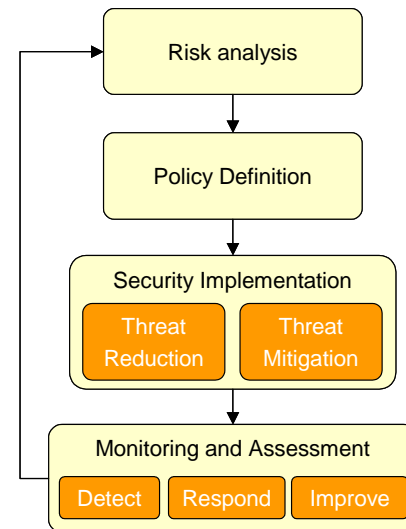 Risk analysis
Policy Definition
Security Implementation
Threat
Reduction
Threat
Mitigation
Monitoring and Assessment
Detect
Respond
Improve